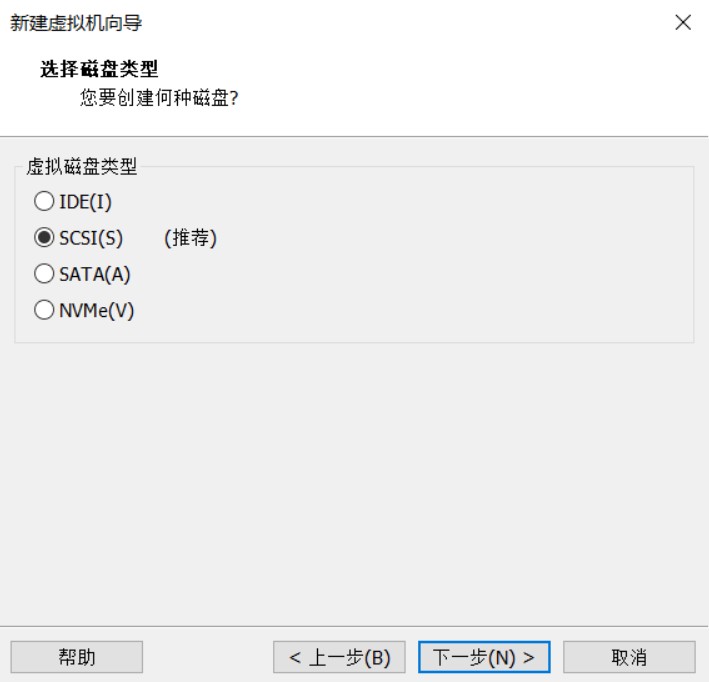 新建虚拟机向导
选择磁盘类型
您要创建何种磁盘?
虚拟磁盘类型
IDE(I)
SCSI(S) (推荐)
SATA(A)
NVMe(V)
帮助 < 上一步(B) 下一步(N) > 取消